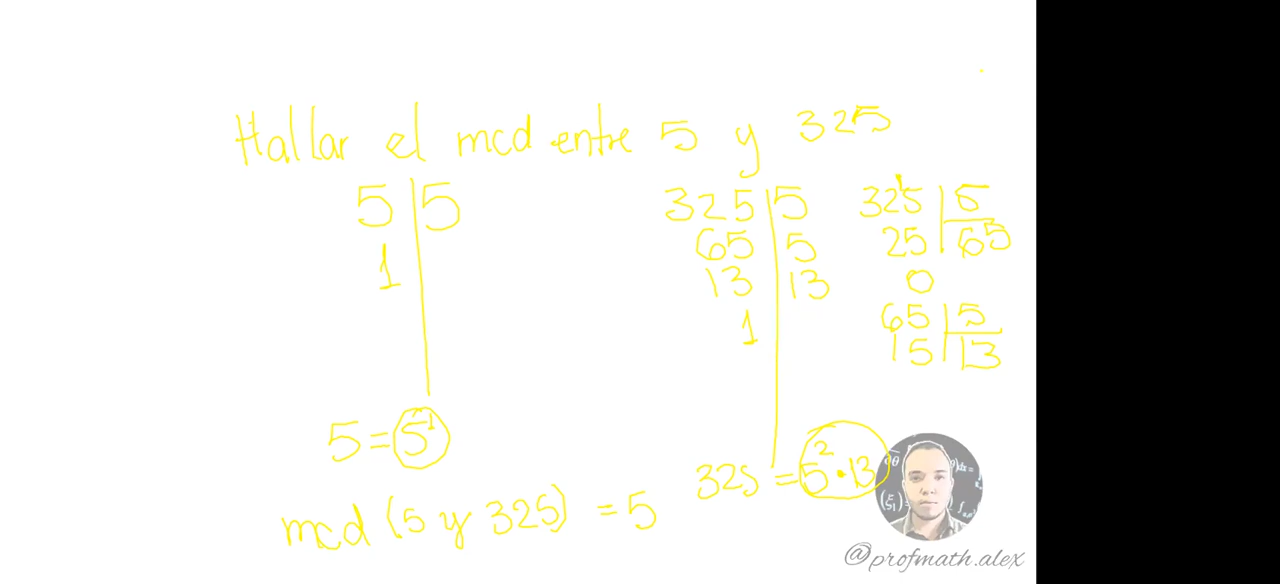 Hallar el mcd entre 5 y 325
5 | 5
1
325 | 5
65 | 5
13 | 13
1
325 | 5
25 65
0
65 | 5
15 13
5 = 5¹
325 = 5² · 13
mcd (5 y 325) = 5
@profmath.alex